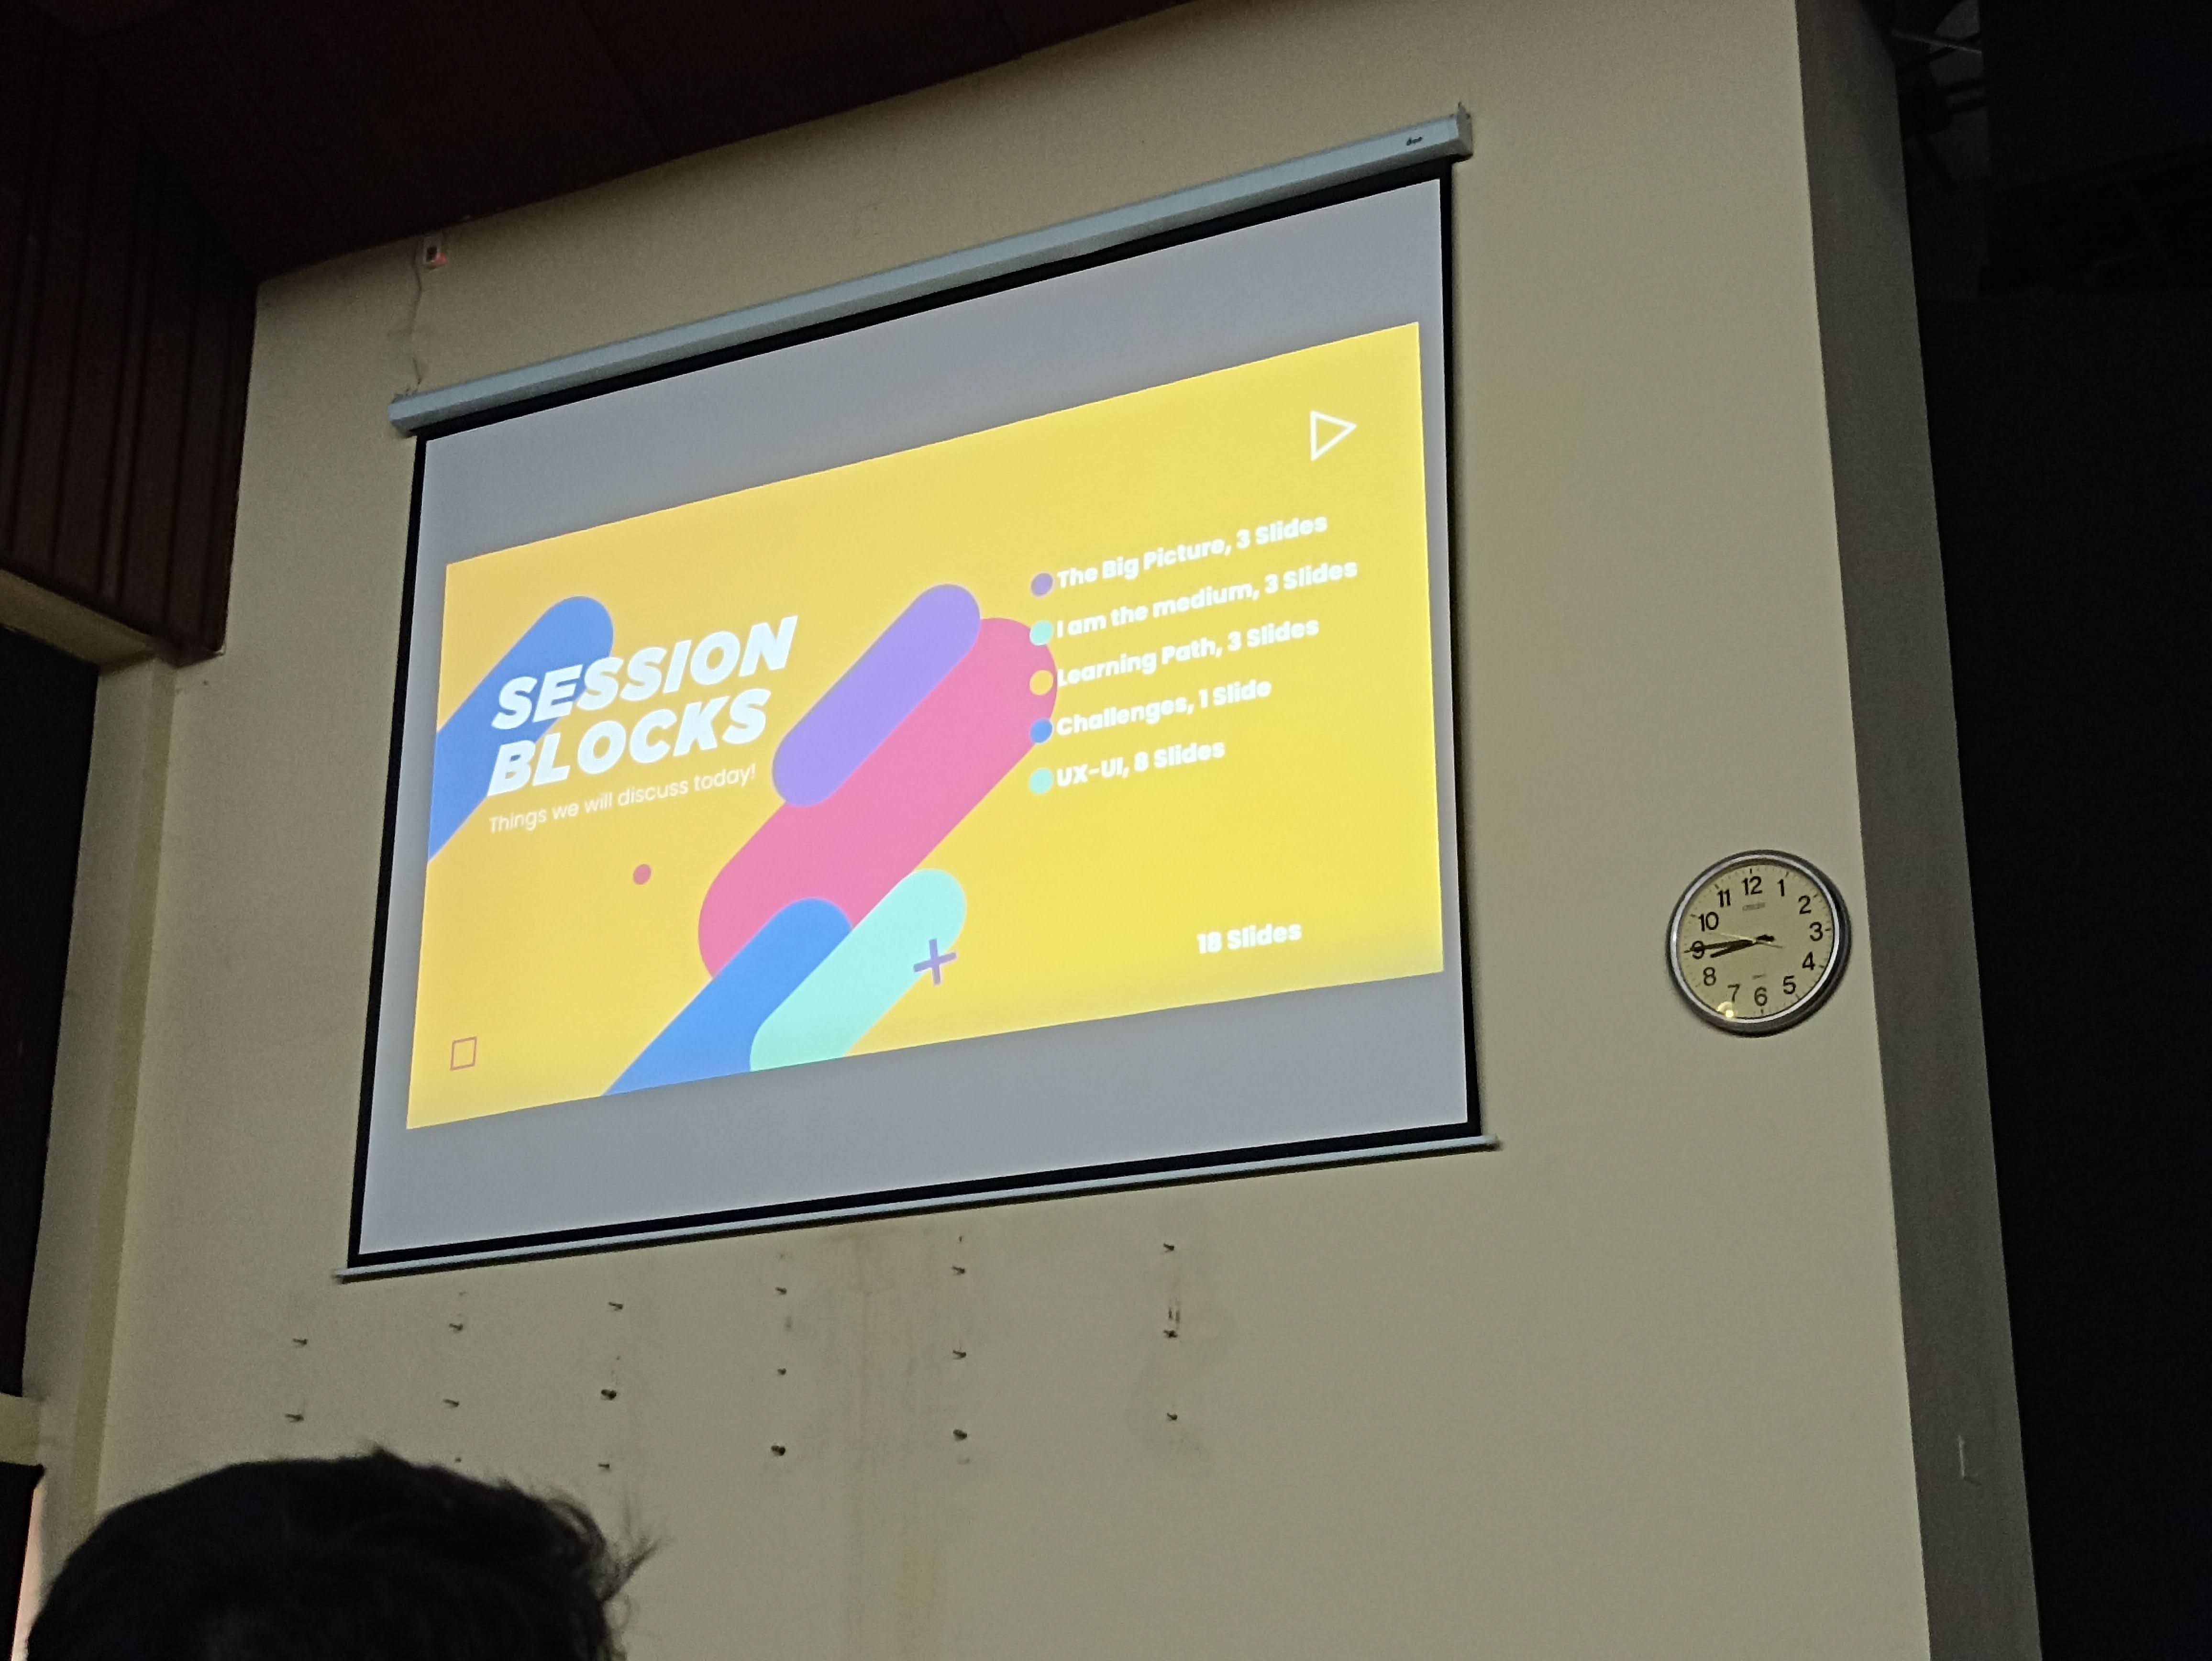 SESSION
BLOCKS
Things we will discuss today!
The Big Picture, 3 Slides
I am the medium, 3 Slides
Learning Path, 3 Slides
Challenges, 1 Slide
UX-UI, 8 Slides
18 Slides
12
1
2
3
4
5
6
7
8
9
10
11